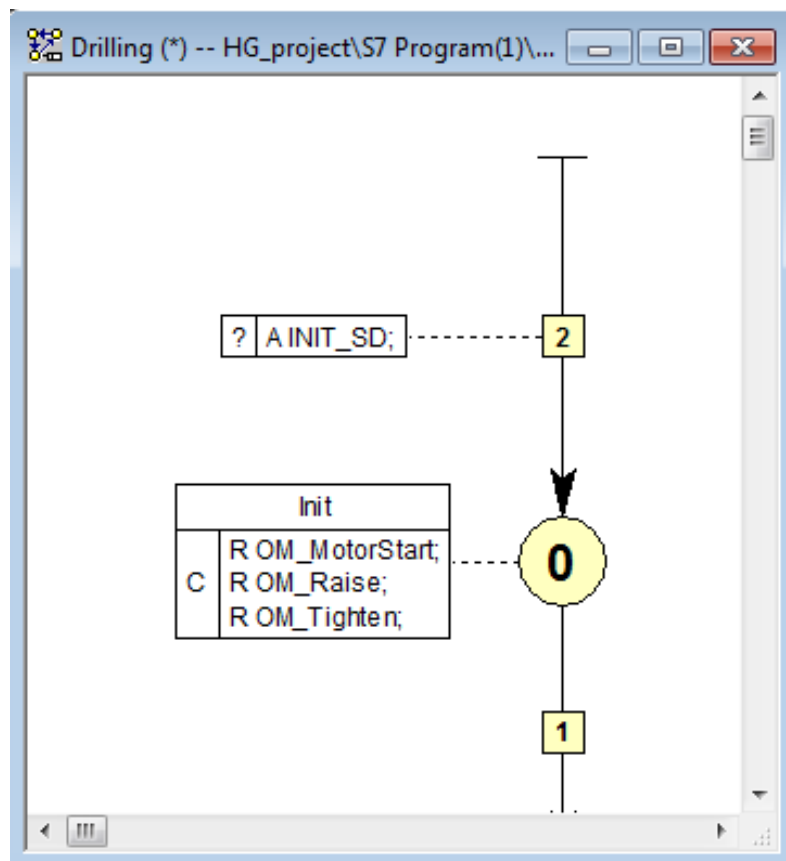 Drilling (*) -- HG_project\S7 Program(1)\...
? A INIT_SD; 2
Init
0
C R OM_MotorStart;
R OM_Raise;
R OM_Tighten;
1